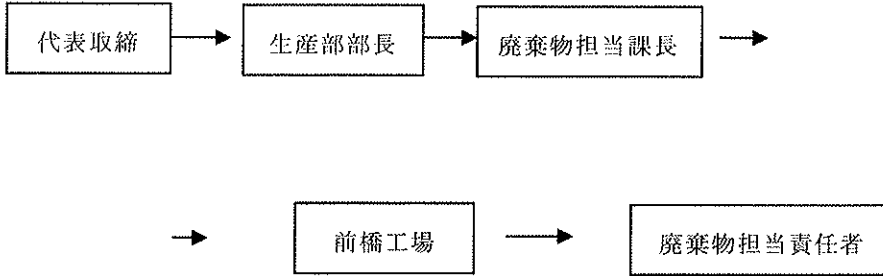 代表取締
生産部部長
廃棄物担当課長
前橋工場
廃棄物担当責任者